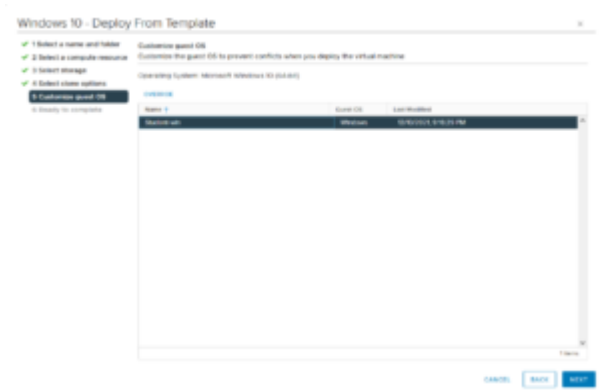 Windows 10 - Deploy From Template
1 Select a name and folder
2 Select a compute resource
3 Select storage
4 Select clone options
5 Customize guest OS
6 Ready to complete
Customize guest OS
Customize the guest OS to prevent conflicts when you deploy the virtual machine
Operating System: Microsoft Windows 10 (64-bit)
OVERRIDE
Name Guest OS Last Modified
Windows PM
items
CANCEL BACK NEXT